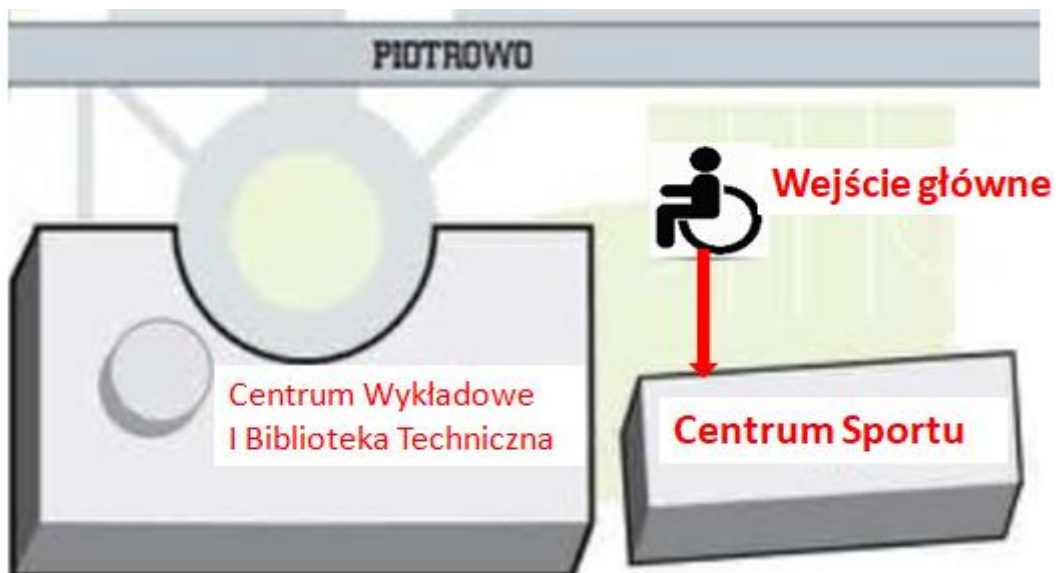 PIOTROWO
Wejście główne
Centrum Wykładowe
I Biblioteka Techniczna
Centrum Sportu